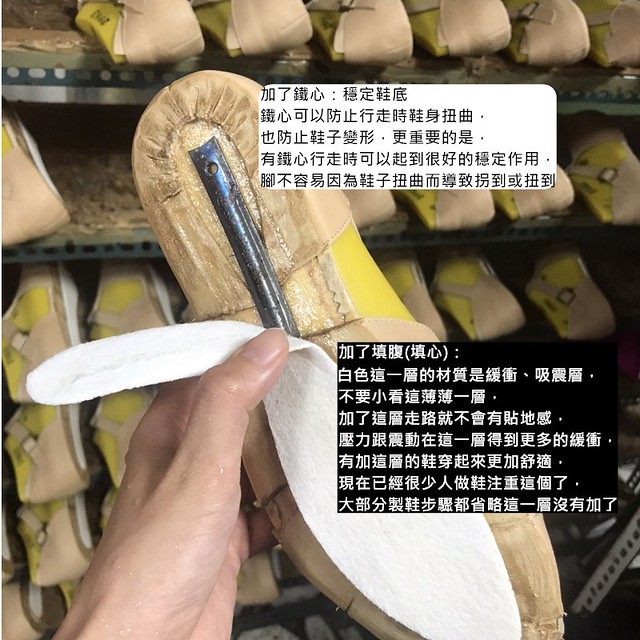 加了鐵心：穩定鞋底
鐵心可以防止行走時鞋身扭曲，
也防止鞋子變形，更重要的是，
有鐵心行走時可以起到很好的穩定作用，
腳不容易因為鞋子扭曲而導致拐到或扭到
加了填腹(填心)：
白色這一層的材質是緩衝、吸震層，
不要小看這薄薄一層，
加了這層走路就不會有貼地感，
壓力跟震動在這一層得到更多的緩衝，
有加這層的鞋穿起來更加舒適，
現在已經很少人做鞋注重這個了，
大部分製鞋步驟都省略這一層沒有加了